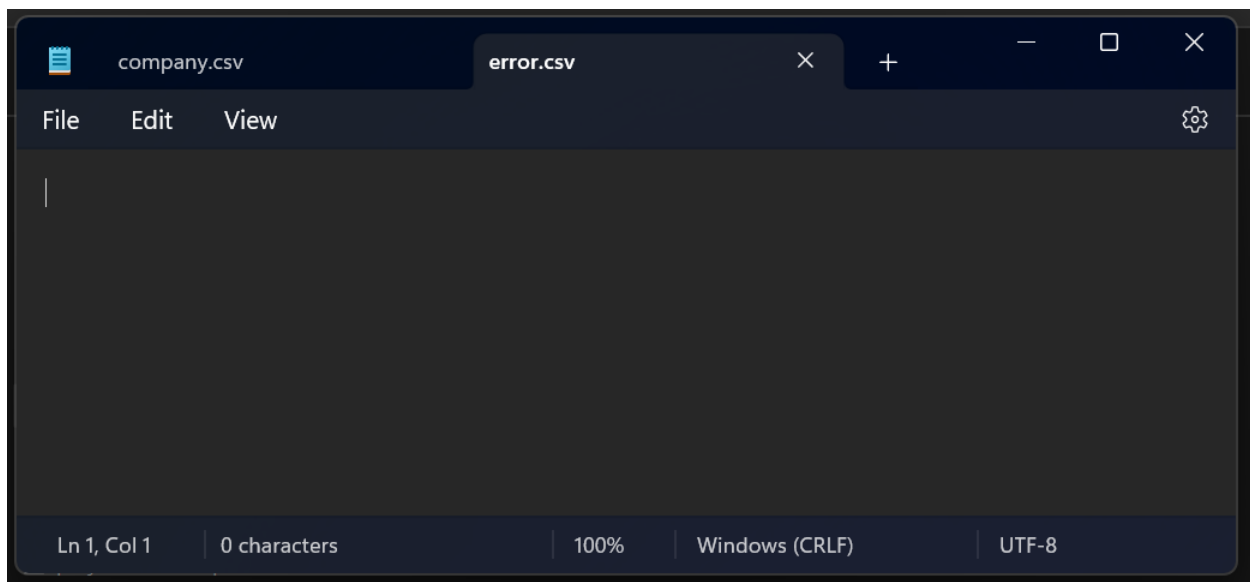 company.csv error.csv
File Edit View
Ln 1, Col 1 0 characters 100% Windows (CRLF) UTF-8